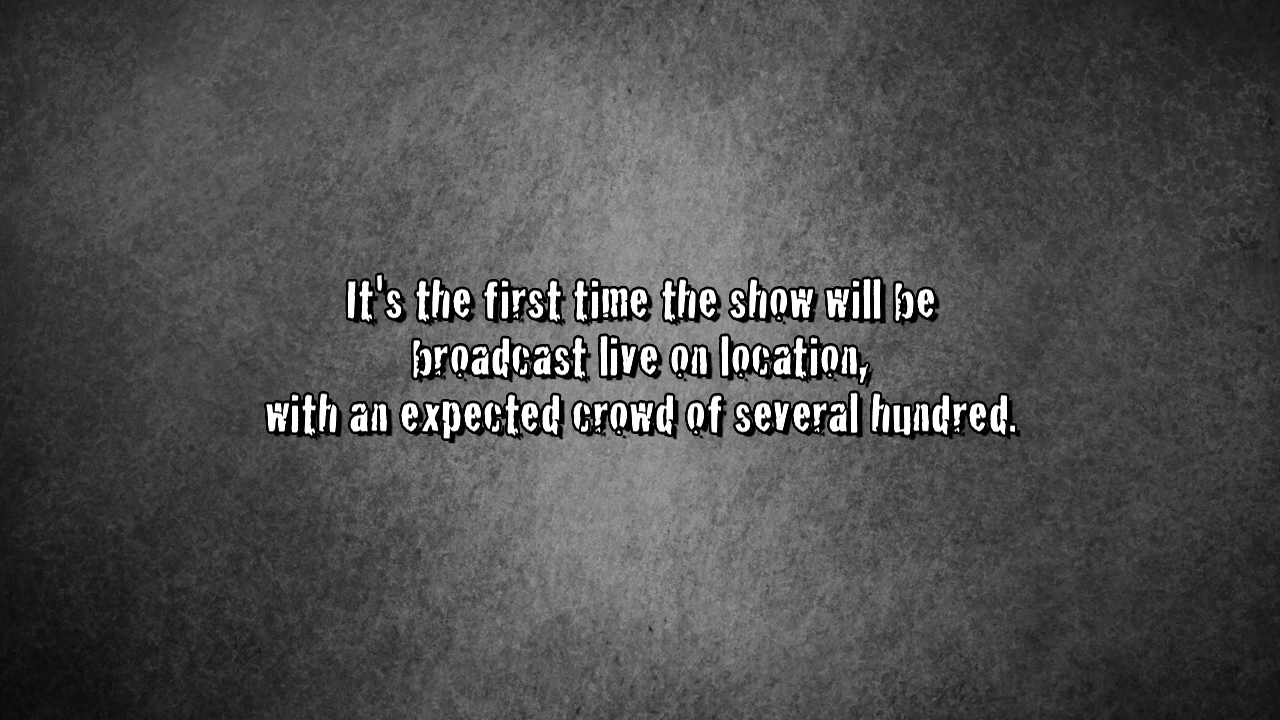 It's the first time the show will be
broadcast live on location,
with an expected crowd of several hundred.